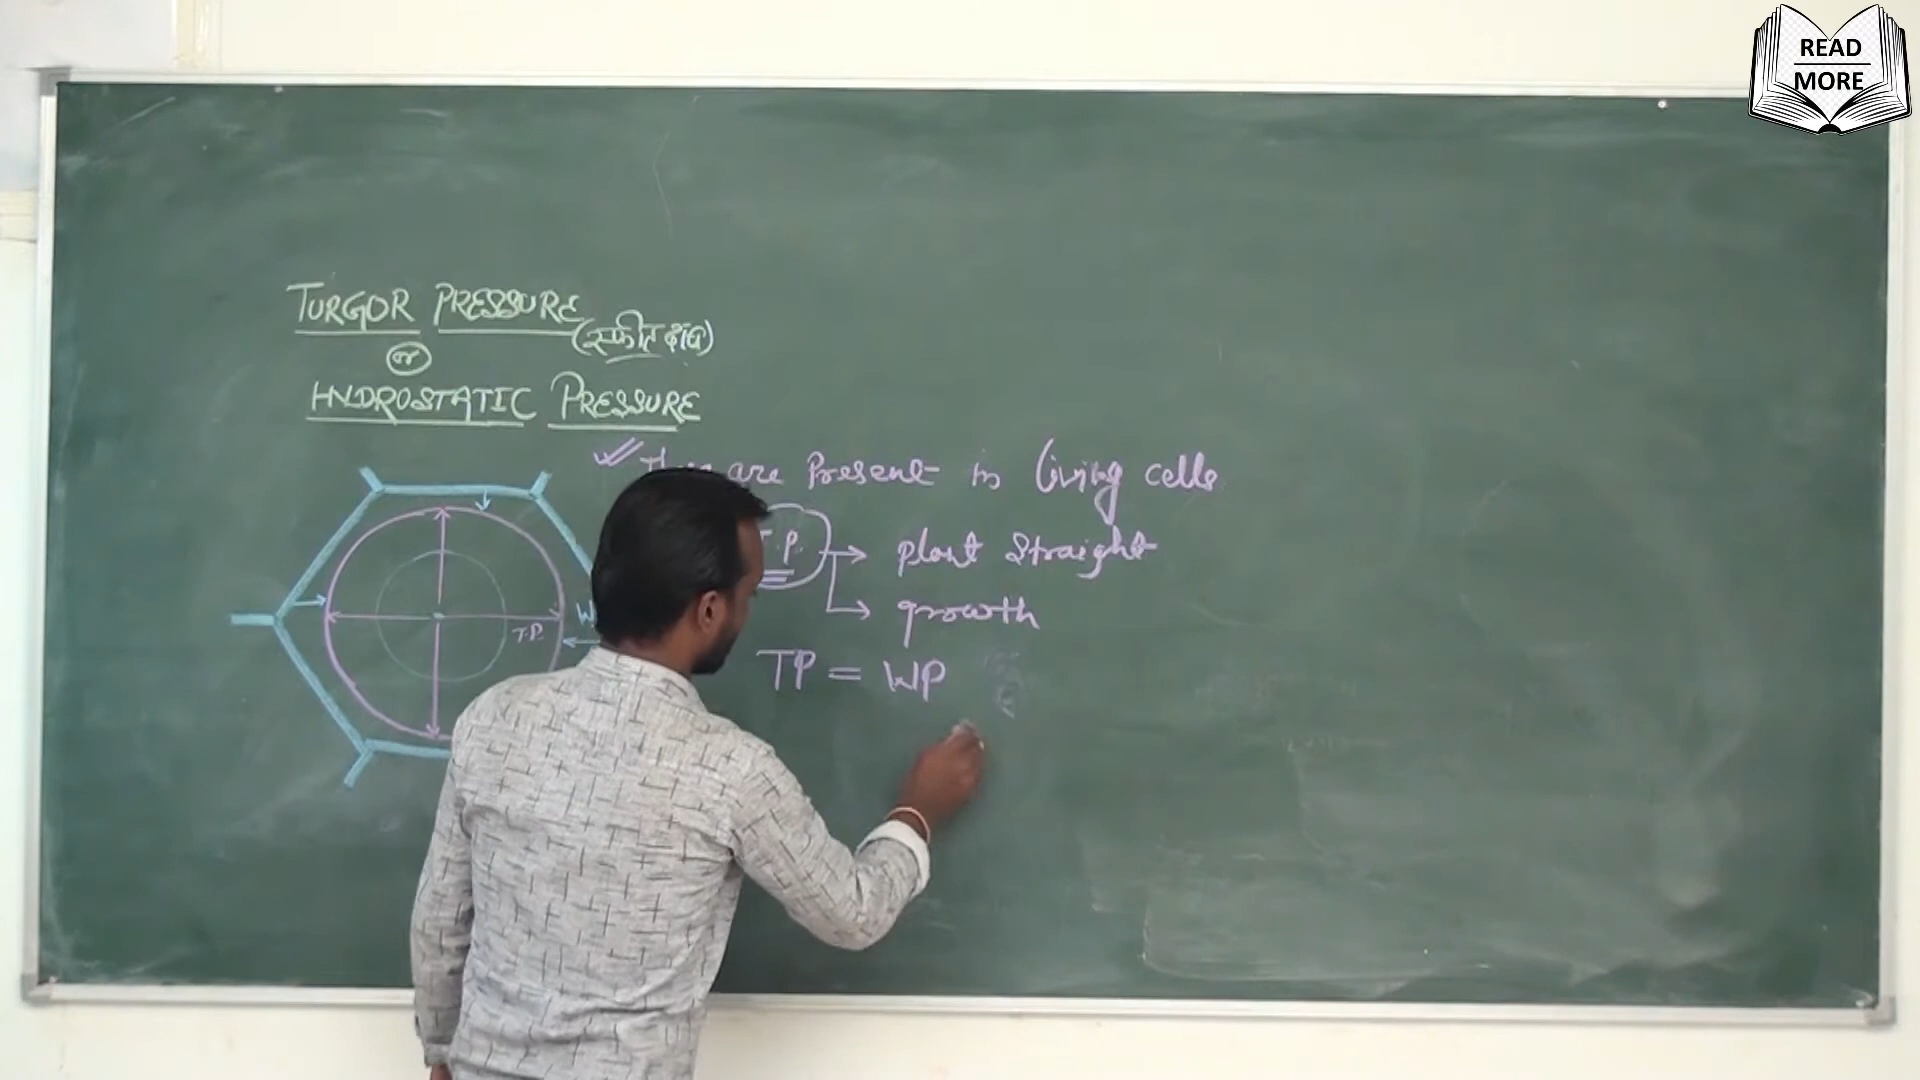 READ
MORE
TURGOR PRESSURE
(स्फीत दाब)
or
HYDROSTATIC PRESSURE
are Present in living cells
T.P. → plant straight
→ growth
TP = WP
T.P.
W